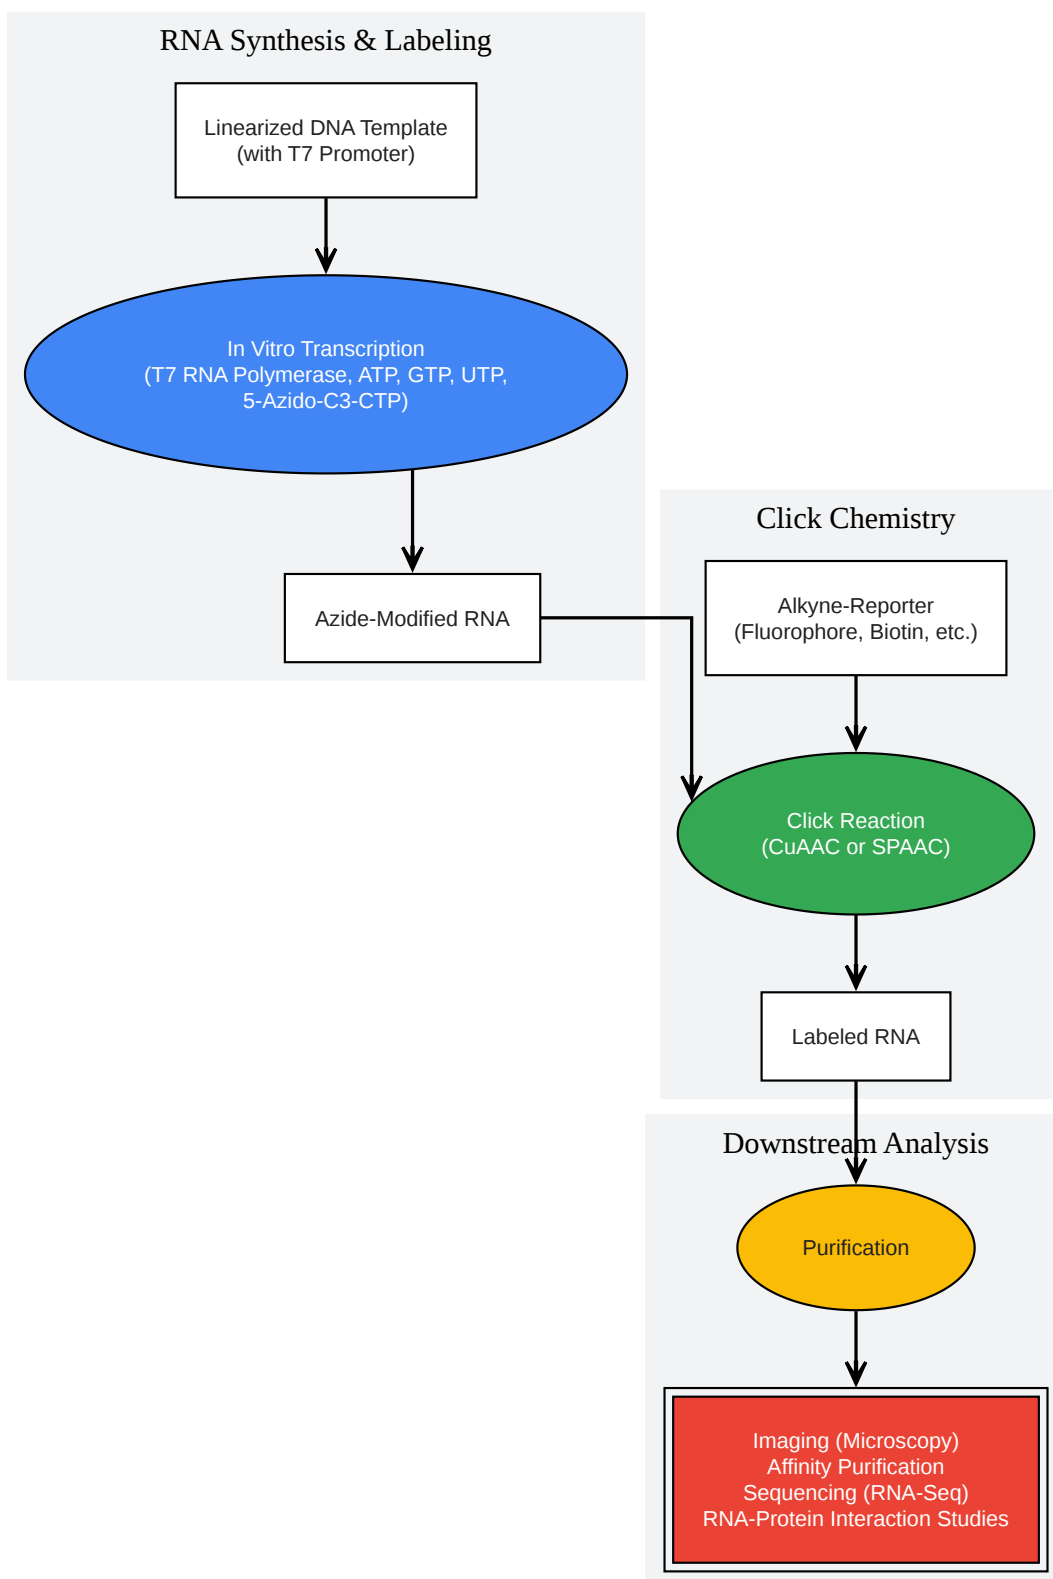 RNA Synthesis & Labeling
Linearized DNA Template
(with T7 Promoter)
In Vitro Transcription
(T7 RNA Polymerase, ATP, GTP, UTP,
5-Azido-C3-CTP)
Azide-Modified RNA
Click Chemistry
Alkyne-Reporter
(Fluorophore, Biotin, etc.)
Click Reaction
(CuAAC or SPAAC)
Labeled RNA
Downstream Analysis
Purification
Imaging (Microscopy)
Affinity Purification
Sequencing (RNA-Seq)
RNA-Protein Interaction Studies